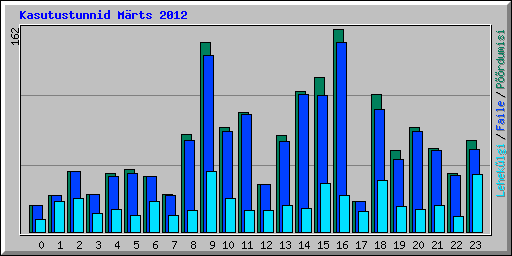 Kasutustunnid Märts 2012
162
0 1 2 3 4 5 6 7 8 9 10 11 12 13 14 15 16 17 18 19 20 21 22 23
Lehekülgi / Faile / Pöördumisi